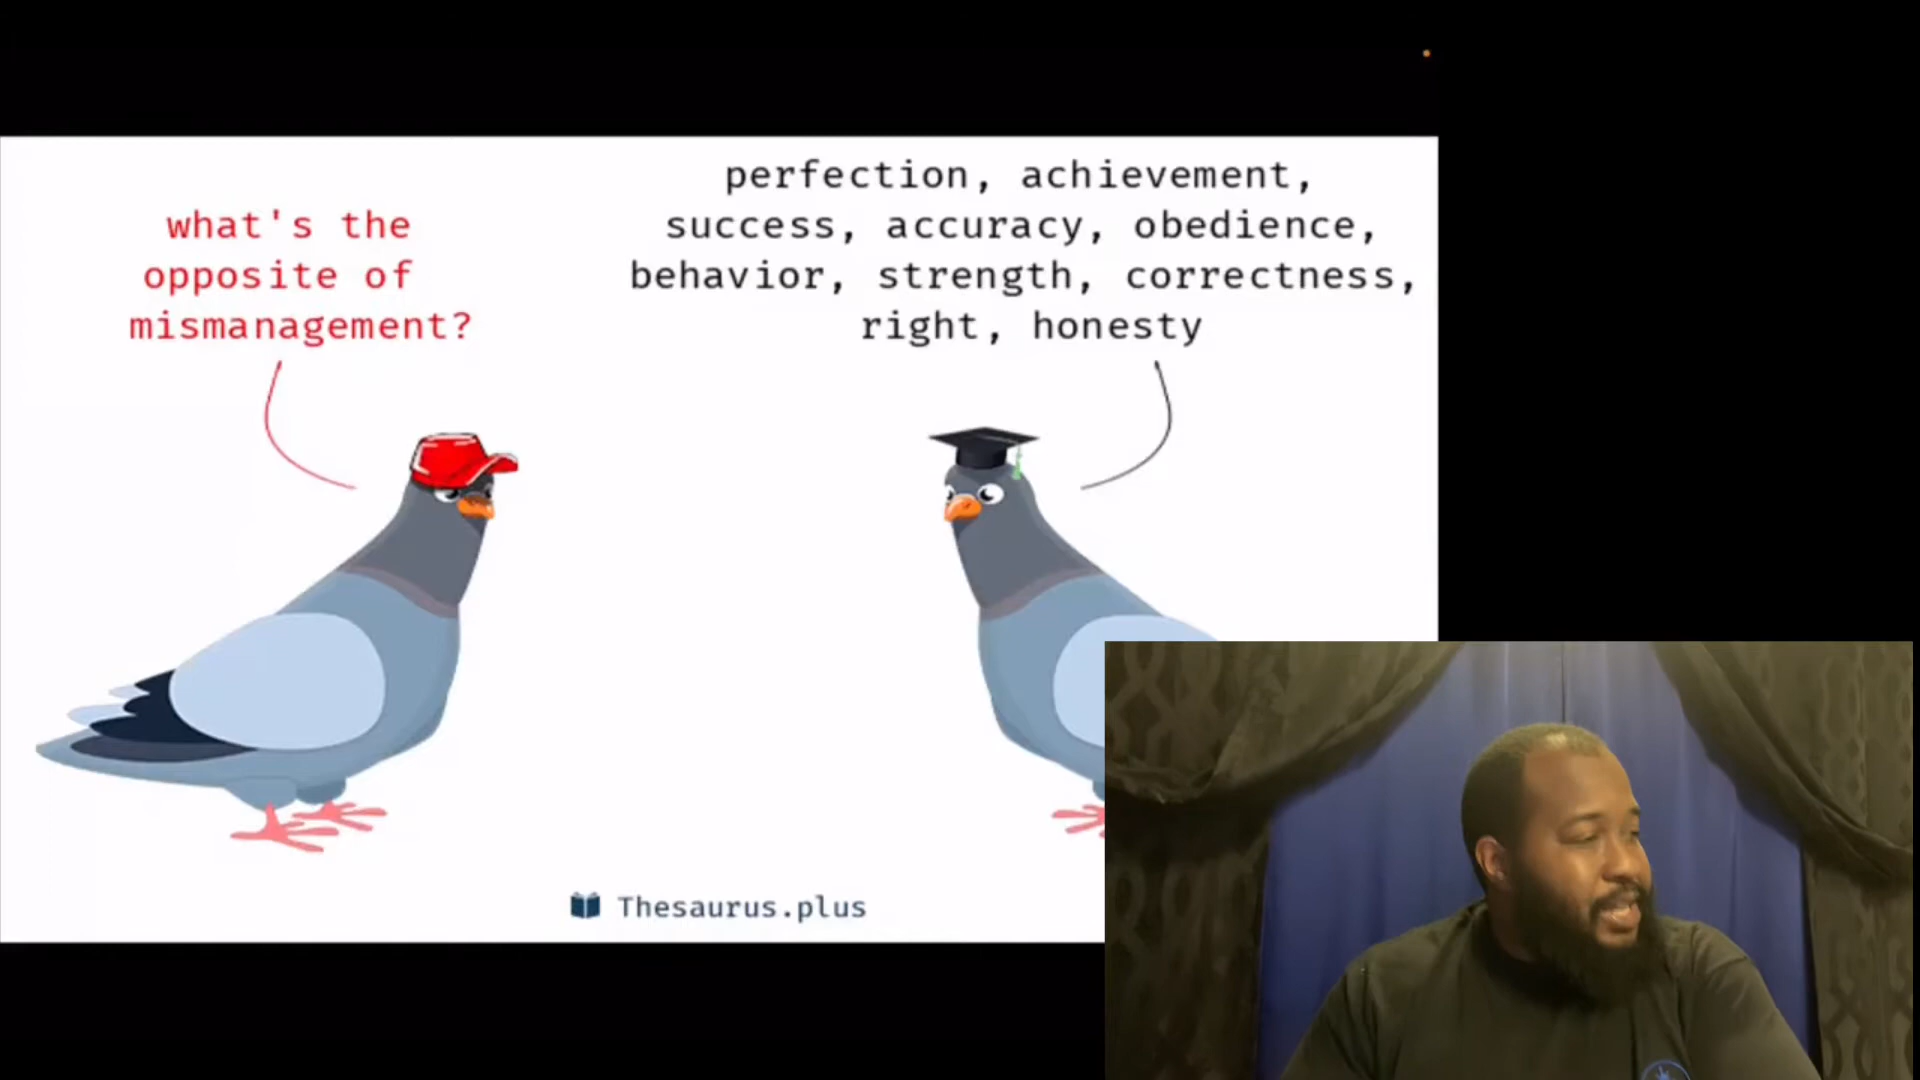 what's the
opposite of
mismanagement?
perfection, achievement,
success, accuracy, obedience,
behavior, strength, correctness,
right, honesty
Thesaurus.plus